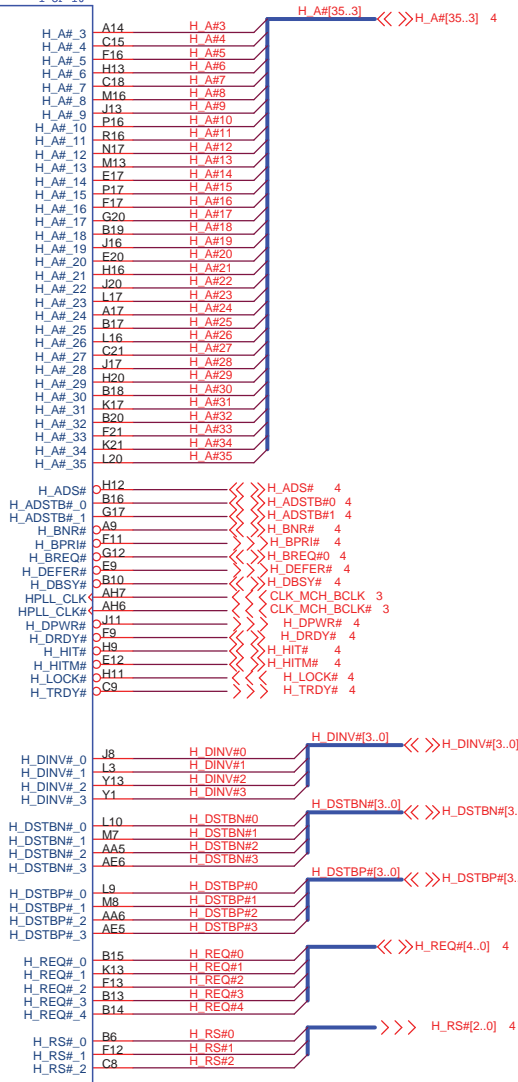 H_A#[35..3]
H_A#[35..3] 4
H_A#_3 A14 H_A#3
H_A#_4 C15 H_A#4
H_A#_5 F16 H_A#5
H_A#_6 H13 H_A#6
H_A#_7 C18 H_A#7
H_A#_8 M16 H_A#8
H_A#_9 J13 H_A#9
H_A#_10 P16 H_A#10
H_A#_11 R16 H_A#11
H_A#_12 N17 H_A#12
H_A#_13 M13 H_A#13
H_A#_14 E17 H_A#14
H_A#_15 P17 H_A#15
H_A#_16 F17 H_A#16
H_A#_17 G20 H_A#17
H_A#_18 B19 H_A#18
H_A#_19 J16 H_A#19
H_A#_20 E20 H_A#20
H_A#_21 H16 H_A#21
H_A#_22 J20 H_A#22
H_A#_23 L17 H_A#23
H_A#_24 A17 H_A#24
H_A#_25 B17 H_A#25
H_A#_26 L16 H_A#26
H_A#_27 C21 H_A#27
H_A#_28 J17 H_A#28
H_A#_29 H20 H_A#29
H_A#_30 B18 H_A#30
H_A#_31 K17 H_A#31
H_A#_32 B20 H_A#32
H_A#_33 F21 H_A#33
H_A#_34 K21 H_A#34
H_A#_35 L20 H_A#35
H_ADS# H12 H_ADS# 4
H_ADSTB#_0 B16 H_ADSTB#0 4
H_ADSTB#_1 G17 H_ADSTB#1 4
H_BNR# A9 H_BNR# 4
H_BPRI# F11 H_BPRI# 4
H_BREQ# G12 H_BREQ#0 4
H_DEFER# E9 H_DEFER# 4
H_DBSY# B10 H_DBSY# 4
HPLL_CLK AH7 CLK_MCH_BCLK 3
HPLL_CLK# AH6 CLK_MCH_BCLK# 3
H_DPWR# J11 H_DPWR# 4
H_DRDY# F9 H_DRDY# 4
H_HIT# H9 H_HIT# 4
H_HITM# E12 H_HITM# 4
H_LOCK# H11 H_LOCK# 4
H_TRDY# C9 H_TRDY# 4
H_DINV#[3..0]
H_DINV#[3..0]
H_DINV#_0 J8 H_DINV#0
H_DINV#_1 L3 H_DINV#1
H_DINV#_2 Y13 H_DINV#2
H_DINV#_3 Y1 H_DINV#3
H_DSTBN#[3..0]
H_DSTBN#[3.
H_DSTBN#_0 L10 H_DSTBN#0
H_DSTBN#_1 M7 H_DSTBN#1
H_DSTBN#_2 AA5 H_DSTBN#2
H_DSTBN#_3 AE6 H_DSTBN#3
H_DSTBP#[3..0]
H_DSTBP#[3.
H_DSTBP#_0 L9 H_DSTBP#0
H_DSTBP#_1 M8 H_DSTBP#1
H_DSTBP#_2 AA6 H_DSTBP#2
H_DSTBP#_3 AE5 H_DSTBP#3
H_REQ#[4..0] 4
H_REQ#_0 B15 H_REQ#0
H_REQ#_1 K13 H_REQ#1
H_REQ#_2 F13 H_REQ#2
H_REQ#_3 B13 H_REQ#3
H_REQ#_4 B14 H_REQ#4
H_RS#[2..0] 4
H_RS#_0 B6 H_RS#0
H_RS#_1 F12 H_RS#1
H_RS#_2 C8 H_RS#2